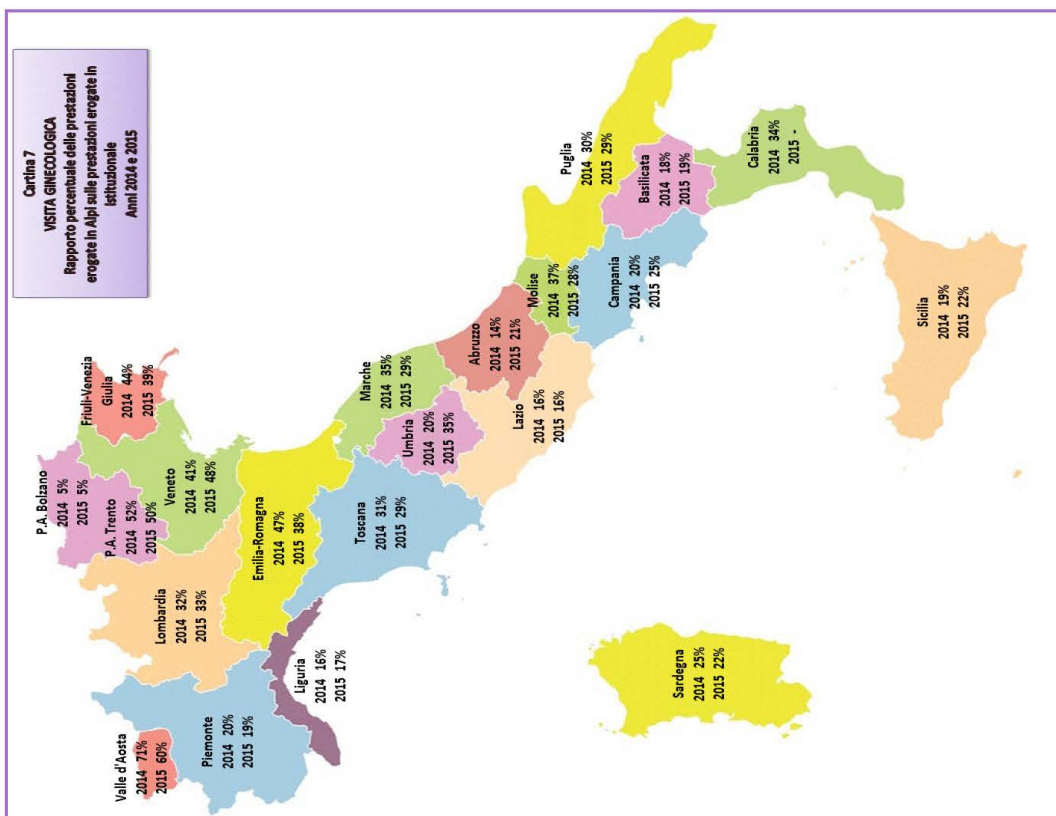 Cartina 7
VISITA GINECOLOGICA
Rapporto percentuale delle prestazioni
erogate in Alpi sulle prestazioni erogate in
Istituzionale
Anni 2014 e 2015
Valle d'Aosta
2014 71%
2015 60%
Piemonte
2014 20%
2015 19%
Liguria
2014 16%
2015 17%
Lombardia
2014 32%
2015 33%
P.A. Bolzano
2014 5%
2015 5%
P.A. Trento
2014 52%
2015 50%
Veneto
2014 41%
2015 48%
Friuli-Venezia
Giulia
2014 44%
2015 39%
Emilia-Romagna
2014 47%
2015 38%
Toscana
2014 31%
2015 29%
Umbria
2014 20%
2015 35%
Marche
2014 35%
2015 29%
Lazio
2014 16%
2015 16%
Abruzzo
2014 14%
2015 21%
Molise
2014 37%
2015 28%
Campania
2014 20%
2015 25%
Puglia
2014 30%
2015 29%
Basilicata
2014 18%
2015 19%
Calabria
2014 34%
2015 -
Sicilia
2014 19%
2015 22%
Sardegna
2014 25%
2015 22%